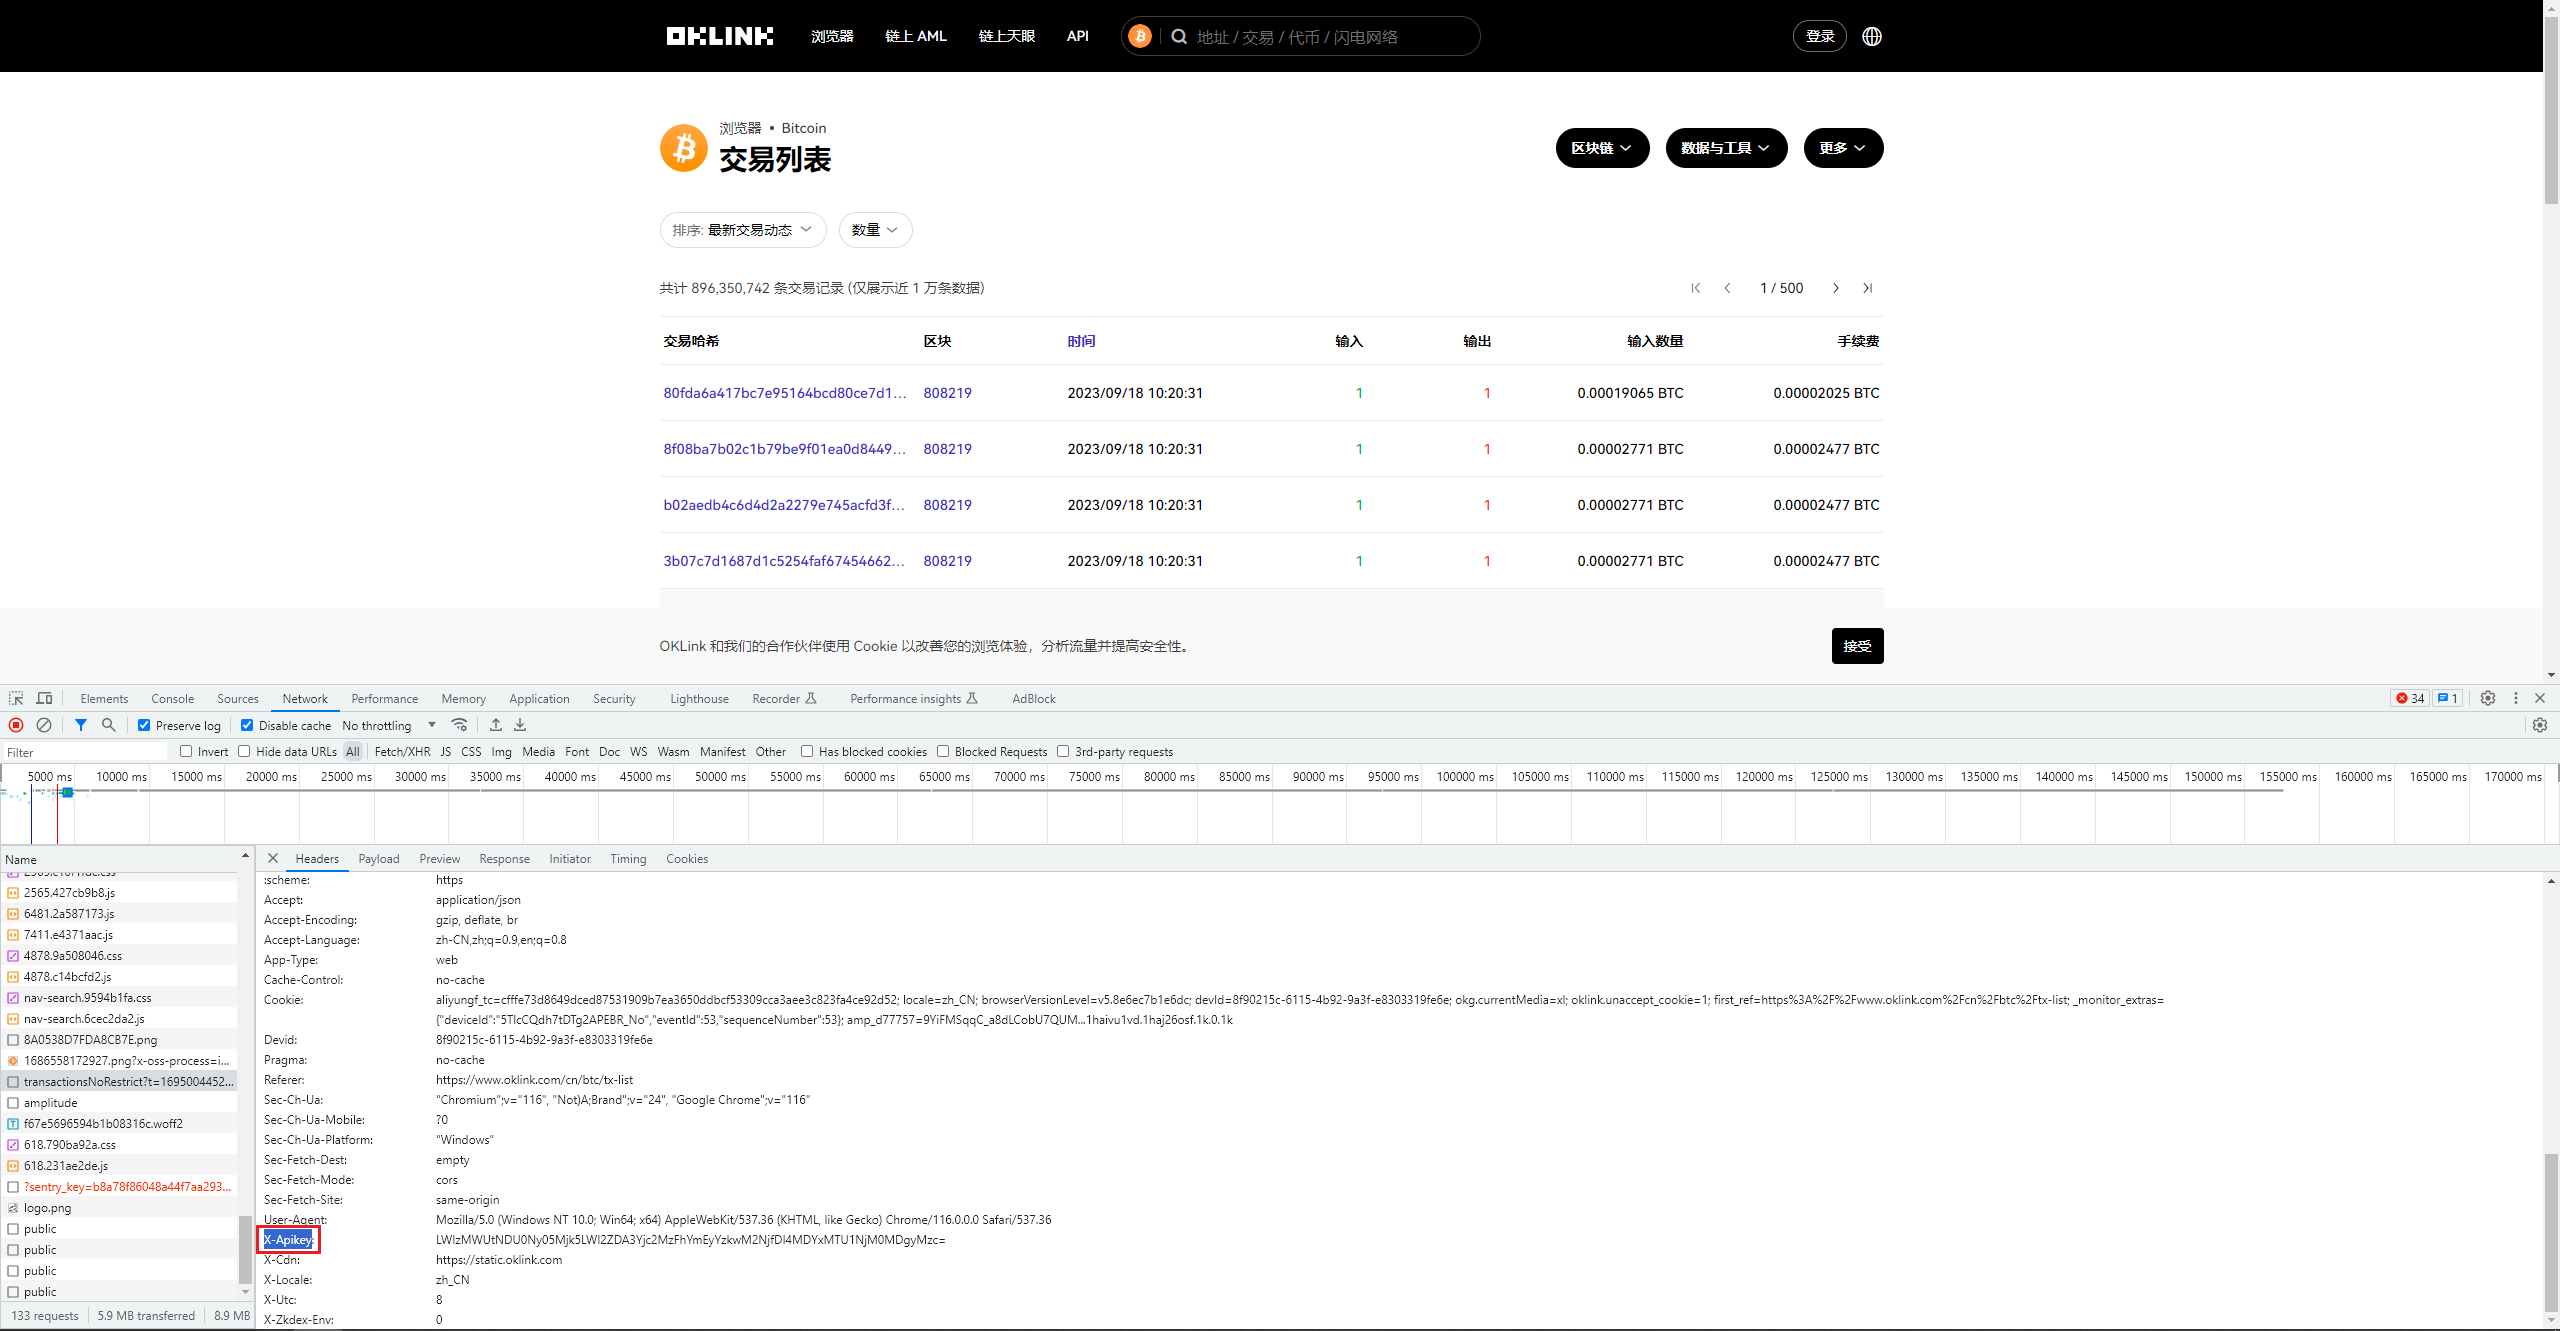 OKLINK 浏览器 链上 AML 链上天眼 API 地址 / 交易 / 代币 / 闪电网络 登录
浏览器 • Bitcoin
交易列表
区块链 数据与工具 更多
排序: 最新交易动态 数量
共计 896,350,742 条交易记录 (仅展示近 1 万条数据) 1 / 500
交易哈希 区块 时间 输入 输出 输入数量 手续费
80fda6a417bc7e95164bcd80ce7d1... 808219 2023/09/18 10:20:31 1 1 0.00019065 BTC 0.00002025 BTC
8f08ba7b02c1b79be9f01ea0d8449... 808219 2023/09/18 10:20:31 1 1 0.00002771 BTC 0.00002477 BTC
b02aedb4c6d4d2a2279e745acfd3f... 808219 2023/09/18 10:20:31 1 1 0.00002771 BTC 0.00002477 BTC
3b07c7d1687d1c5254faf67454662... 808219 2023/09/18 10:20:31 1 1 0.00002771 BTC 0.00002477 BTC
OKLink 和我们的合作伙伴使用 Cookie 以改善您的浏览体验，分析流量并提高安全性。 接受
Elements Console Sources Network Performance Memory Application Security Lighthouse Recorder Performance insights AdBlock 34 1
Preserve log Disable cache No throttling
Filter Invert Hide data URLs All Fetch/XHR JS CSS Img Media Font Doc WS Wasm Manifest Other Has blocked cookies Blocked Requests 3rd-party requests
5000 ms 10000 ms 15000 ms 20000 ms 25000 ms 30000 ms 35000 ms 40000 ms 45000 ms 50000 ms 55000 ms 60000 ms 65000 ms 70000 ms 75000 ms 80000 ms 85000 ms 90000 ms 95000 ms 100000 ms 105000 ms 110000 ms 115000 ms 120000 ms 125000 ms 130000 ms 135000 ms 140000 ms 145000 ms 150000 ms 155000 ms 160000 ms 165000 ms 170000 ms
Name
2565.427cb9b8.js
6481.2a587173.js
7411.e4371aac.js
4878.9a508046.css
4878.c14bcfd2.js
nav-search.9594b1fa.css
nav-search.6cec2da2.js
8A0538D7FDA8CB7E.png
1686558172927.png?x-oss-process=i...
transactionsNoRestrict?t=1695004452...
amplitude
f67e5696594b1b08316c.woff2
618.790ba92a.css
618.231ae2de.js
?sentry_key=b8a78f86048a44f7aa293...
logo.png
public
public
public
public
133 requests 5.9 MB transferred 8.9 MB
Headers Payload Preview Response Initiator Timing Cookies
:scheme: https
Accept: application/json
Accept-Encoding: gzip, deflate, br
Accept-Language: zh-CN,zh;q=0.9,en;q=0.8
App-Type: web
Cache-Control: no-cache
Cookie: aliyungf_tc=cfffe73d8649dced87531909b7ea3650ddbcf53309cca3aee3c823fa4ce92d52; locale=zh_CN; browserVersionLevel=v5.8e6ec7b1e6dc; devId=8f90215c-6115-4b92-9a3f-e8303319fe6e; okg.currentMedia=xl; oklink.unaccept_cookie=1; first_ref=https%3A%2F%2Fwww.oklink.com%2Fcn%2Fbtc%2Ftx-list; _monitor_extras=
{"deviceId":"5TIcCQdh7tDTg2APEBR_No","eventId":53,"sequenceNumber":53}; amp_d77757=9YiFMSqqC_a8dLCobU7QUM...1haivu1vd.1haj26osf.1k.0.1k
Devid: 8f90215c-6115-4b92-9a3f-e8303319fe6e
Pragma: no-cache
Referer: https://www.oklink.com/cn/btc/tx-list
Sec-Ch-Ua: "Chromium";v="116", "Not)A;Brand";v="24", "Google Chrome";v="116"
Sec-Ch-Ua-Mobile: ?0
Sec-Ch-Ua-Platform: "Windows"
Sec-Fetch-Dest: empty
Sec-Fetch-Mode: cors
Sec-Fetch-Site: same-origin
User-Agent: Mozilla/5.0 (Windows NT 10.0; Win64; x64) AppleWebKit/537.36 (KHTML, like Gecko) Chrome/116.0.0.0 Safari/537.36
X-Apikey: LWIzMWUtNDU0Ny05Mjk5LWI2ZDA3Yjc2MzFhYmEyYzkwM2NjfDI4MDYxMTU1NjM0MDgyMzc=
X-Cdn: https://static.oklink.com
X-Locale: zh_CN
X-Utc: 8
X-Zkdex-Env: 0